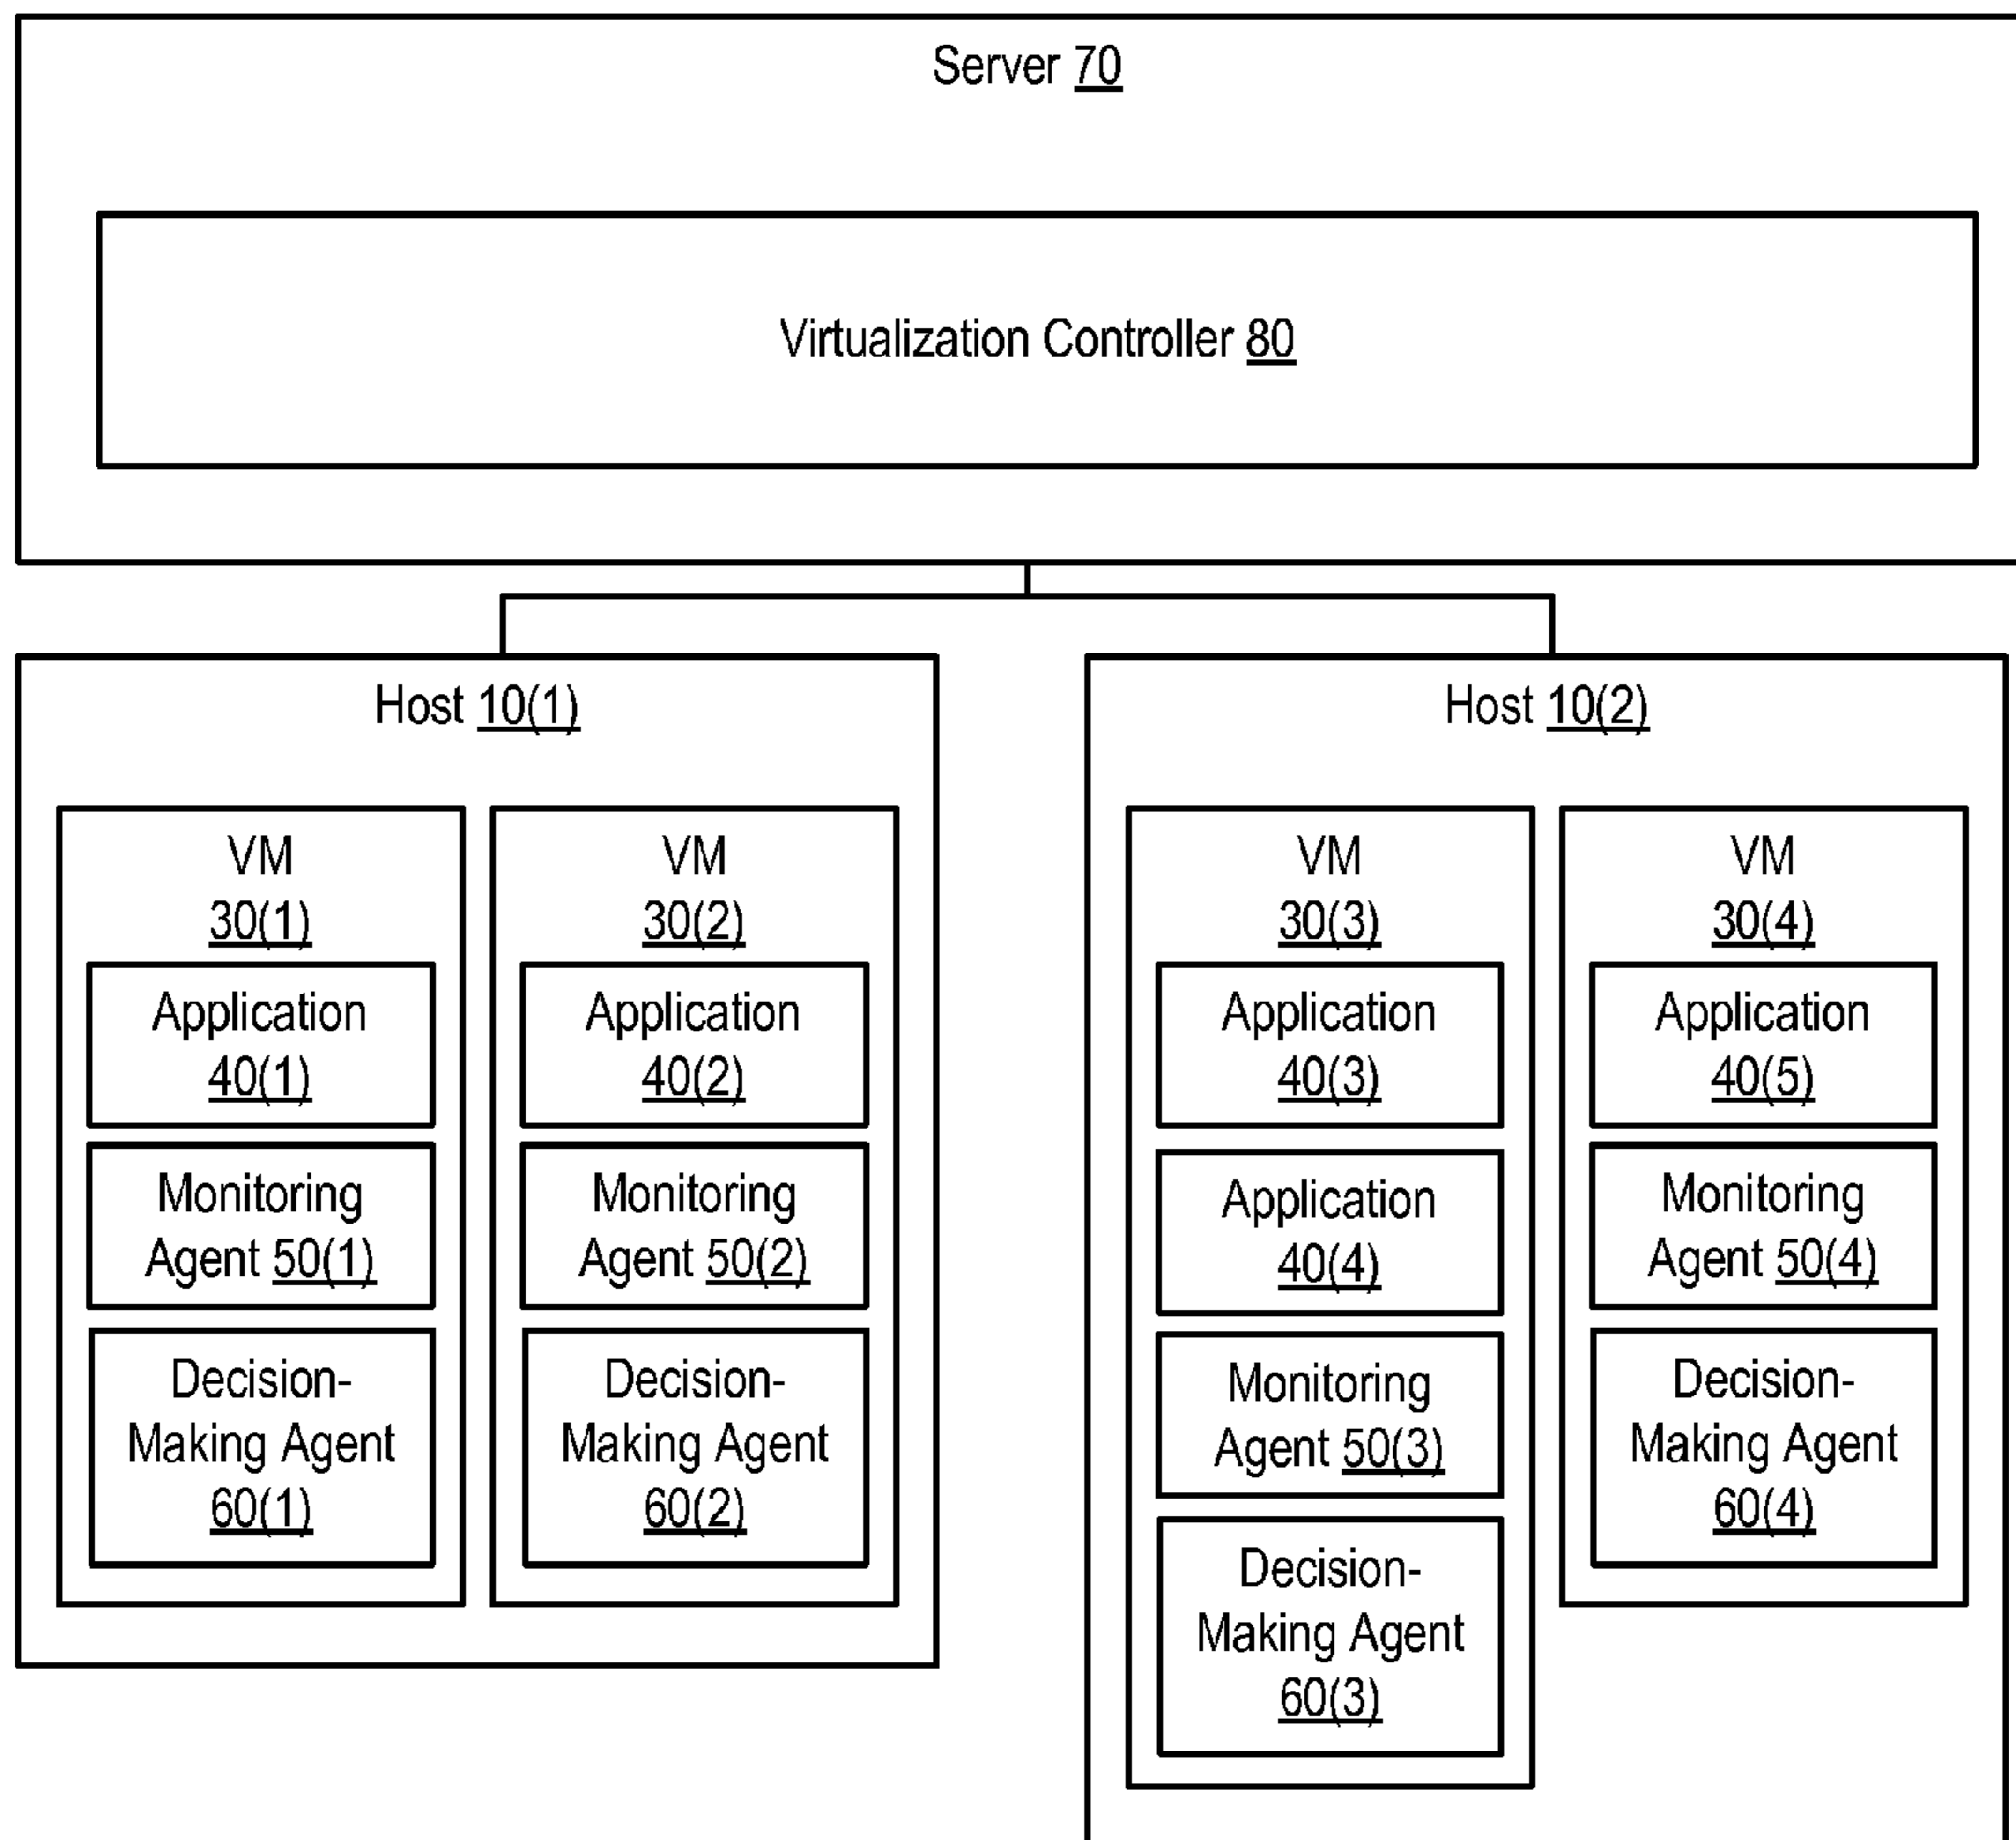 Server 70
Virtualization Controller 80
Host 10(1)
VM
30(1)
Application
40(1)
Monitoring
Agent 50(1)
Decision-
Making Agent
60(1)
VM
30(2)
Application
40(2)
Monitoring
Agent 50(2)
Decision-
Making Agent
60(2)
Host 10(2)
VM
30(3)
Application
40(3)
Application
40(4)
Monitoring
Agent 50(3)
Decision-
Making Agent
60(3)
VM
30(4)
Application
40(5)
Monitoring
Agent 50(4)
Decision-
Making Agent
60(4)